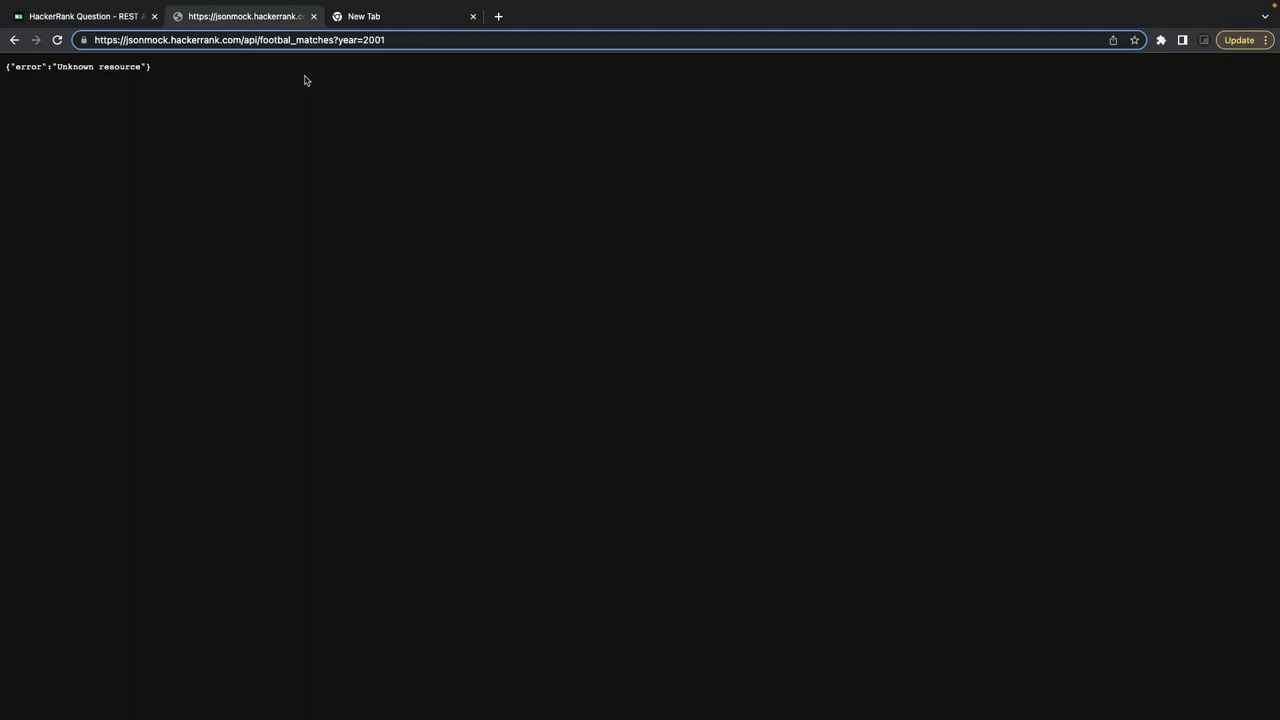 HackerRank Question - REST A
https://jsonmock.hackerrank.c
New Tab
https://jsonmock.hackerrank.com/api/footbal_matches?year=2001
Update
{"error":"Unknown resource"}